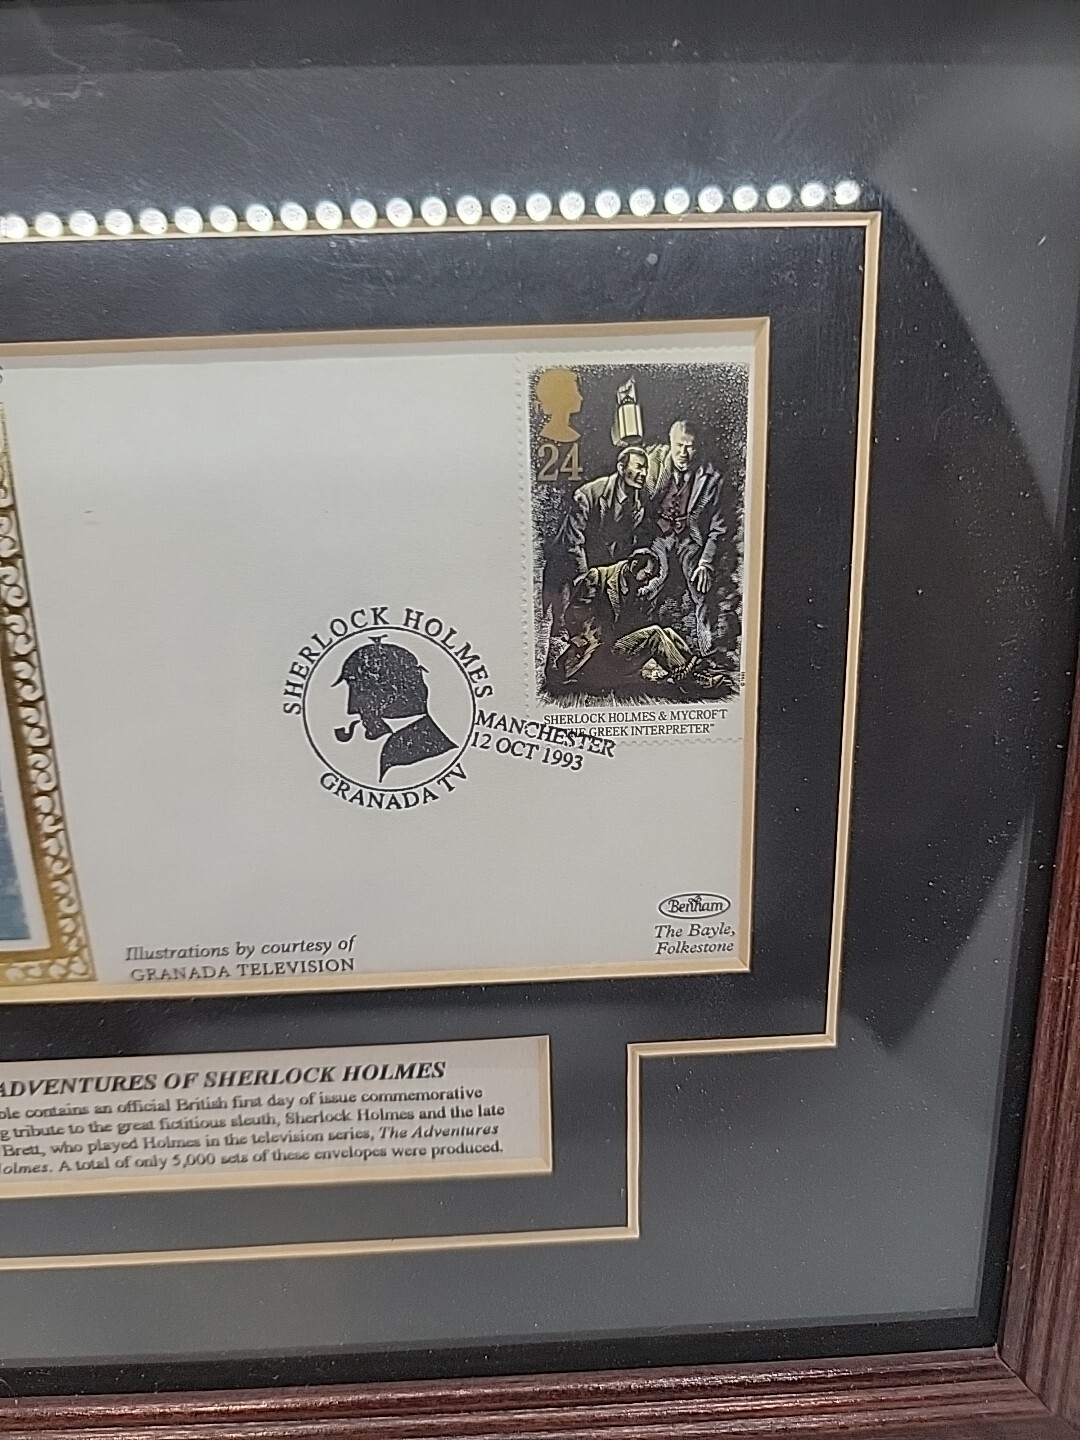 24
SHERLOCK HOLMES & MYCROFT
GREEK INTERPRETER"
SHERLOCK HOLMES
GRANADA TV
MANCHESTER
12 OCT 1993
Benham
The Bayle,
Folkestone
Illustrations by courtesy of
GRANADA TELEVISION
ADVENTURES OF SHERLOCK HOLMES
contains an official British first day of issue commemorative
tribute to the great fictitious sleuth, Sherlock Holmes and the late
Brett, who played Holmes in the television series, The Adventures
olmes. A total of only 5,000 sets of these envelopes were produced.